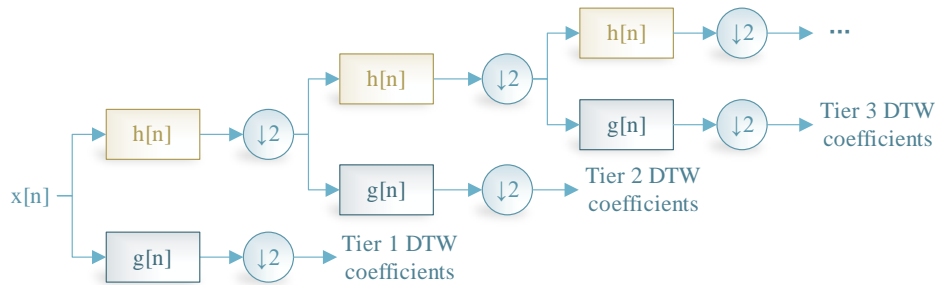 h[n] ↓2 ...
h[n] ↓2
Tier 3 DTW
h[n] ↓2 g[n] ↓2
coefficients
Tier 2 DTW
x[n] g[n] ↓2
coefficients
Tier 1 DTW
g[n] ↓2
coefficients